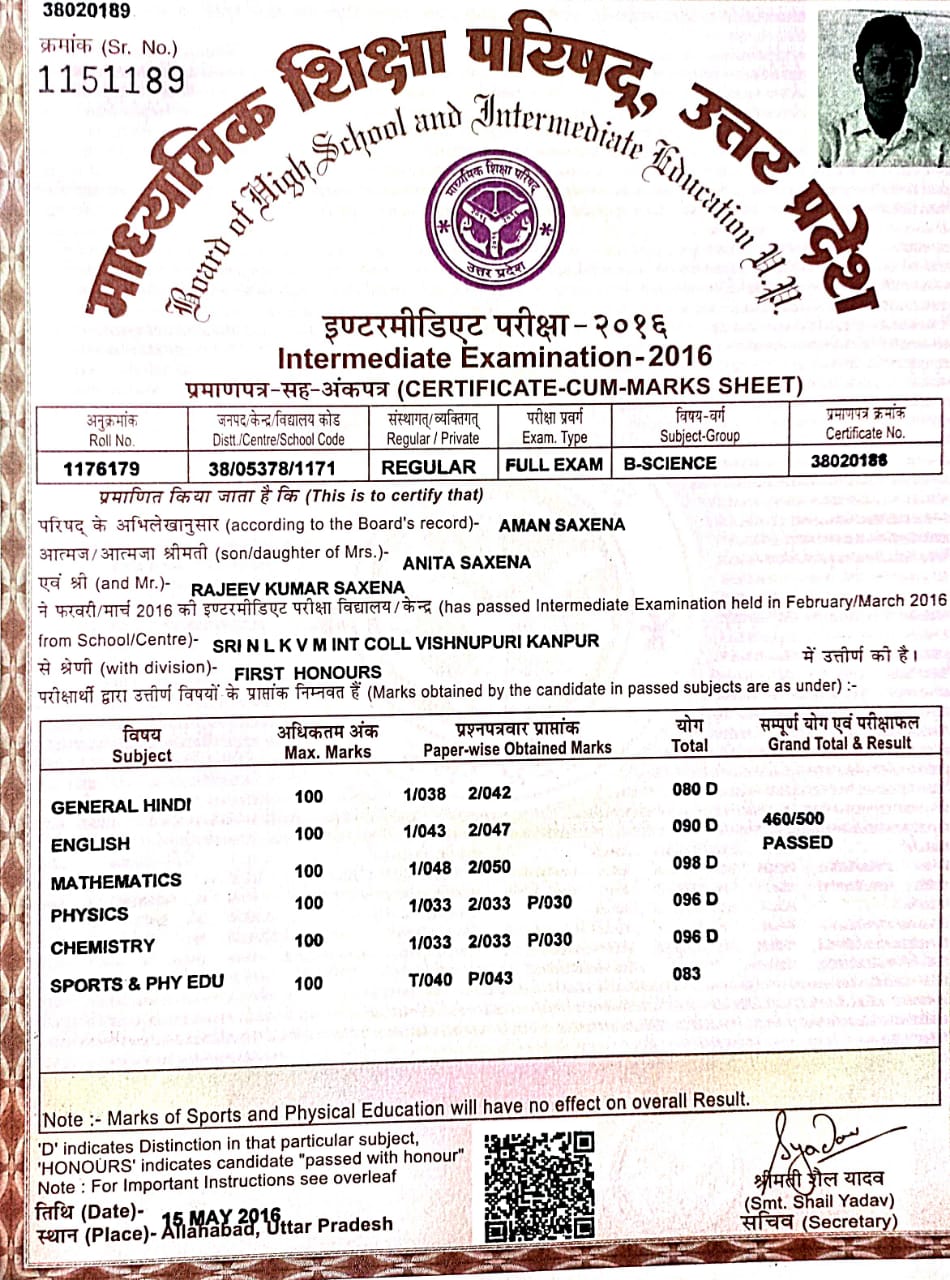 38020189
क्रमांक (Sr. No.)
1151189
माध्यमिक शिक्षा परिषद्, उत्तर प्रदेश
Board of High School and Intermediate Education U.P.
माध्यमिक शिक्षा परिषद
उत्तर प्रदेश
इण्टरमीडिएट परीक्षा - २०१६
Intermediate Examination - 2016
प्रमाणपत्र-सह-अंकपत्र (CERTIFICATE-CUM-MARKS SHEET)
अनुक्रमांक जनपद/केन्द्र/विद्यालय कोड संस्थागत्/व्यक्तिगत् परीक्षा प्रवर्ग विषय-वर्ग प्रमाणपत्र क्रमांक
Roll No. Distt./Centre/School Code Regular / Private Exam. Type Subject-Group Certificate No.
1176179 38/05378/1171 REGULAR FULL EXAM B-SCIENCE 38020186
प्रमाणित किया जाता है कि (This is to certify that)
परिषद् के अभिलेखानुसार (according to the Board's record)- AMAN SAXENA
आत्मज/आत्मजा श्रीमती (son/daughter of Mrs.)- ANITA SAXENA
एवं श्री (and Mr.)- RAJEEV KUMAR SAXENA
ने फरवरी/मार्च 2016 की इण्टरमीडिएट परीक्षा विद्यालय/केन्द्र (has passed Intermediate Examination held in February/March 2016
from School/Centre)- SRI N L K V M INT COLL VISHNUPURI KANPUR
से श्रेणी (with division)- FIRST HONOURS में उत्तीर्ण की है।
परीक्षार्थी द्वारा उत्तीर्ण विषयों के प्राप्तांक निम्नवत हैं (Marks obtained by the candidate in passed subjects are as under) :-
विषय अधिकतम अंक प्रश्नपत्रवार प्राप्तांक योग सम्पूर्ण योग एवं परीक्षाफल
Subject Max. Marks Paper-wise Obtained Marks Total Grand Total & Result
GENERAL HINDI 100 1/038 2/042 080 D
ENGLISH 100 1/043 2/047 090 D 460/500
PASSED
MATHEMATICS 100 1/048 2/050 098 D
PHYSICS 100 1/033 2/033 P/030 096 D
CHEMISTRY 100 1/033 2/033 P/030 096 D
SPORTS & PHY EDU 100 T/040 P/043 083
Note :- Marks of Sports and Physical Education will have no effect on overall Result.
'D' indicates Distinction in that particular subject,
'HONOURS' indicates candidate "passed with honour"
Note : For Important Instructions see overleaf
तिथि (Date)- 15 MAY 2016
स्थान (Place)- Allahabad, Uttar Pradesh
SYadav
श्रीमती शैल यादव
(Smt. Shail Yadav)
सचिव (Secretary)